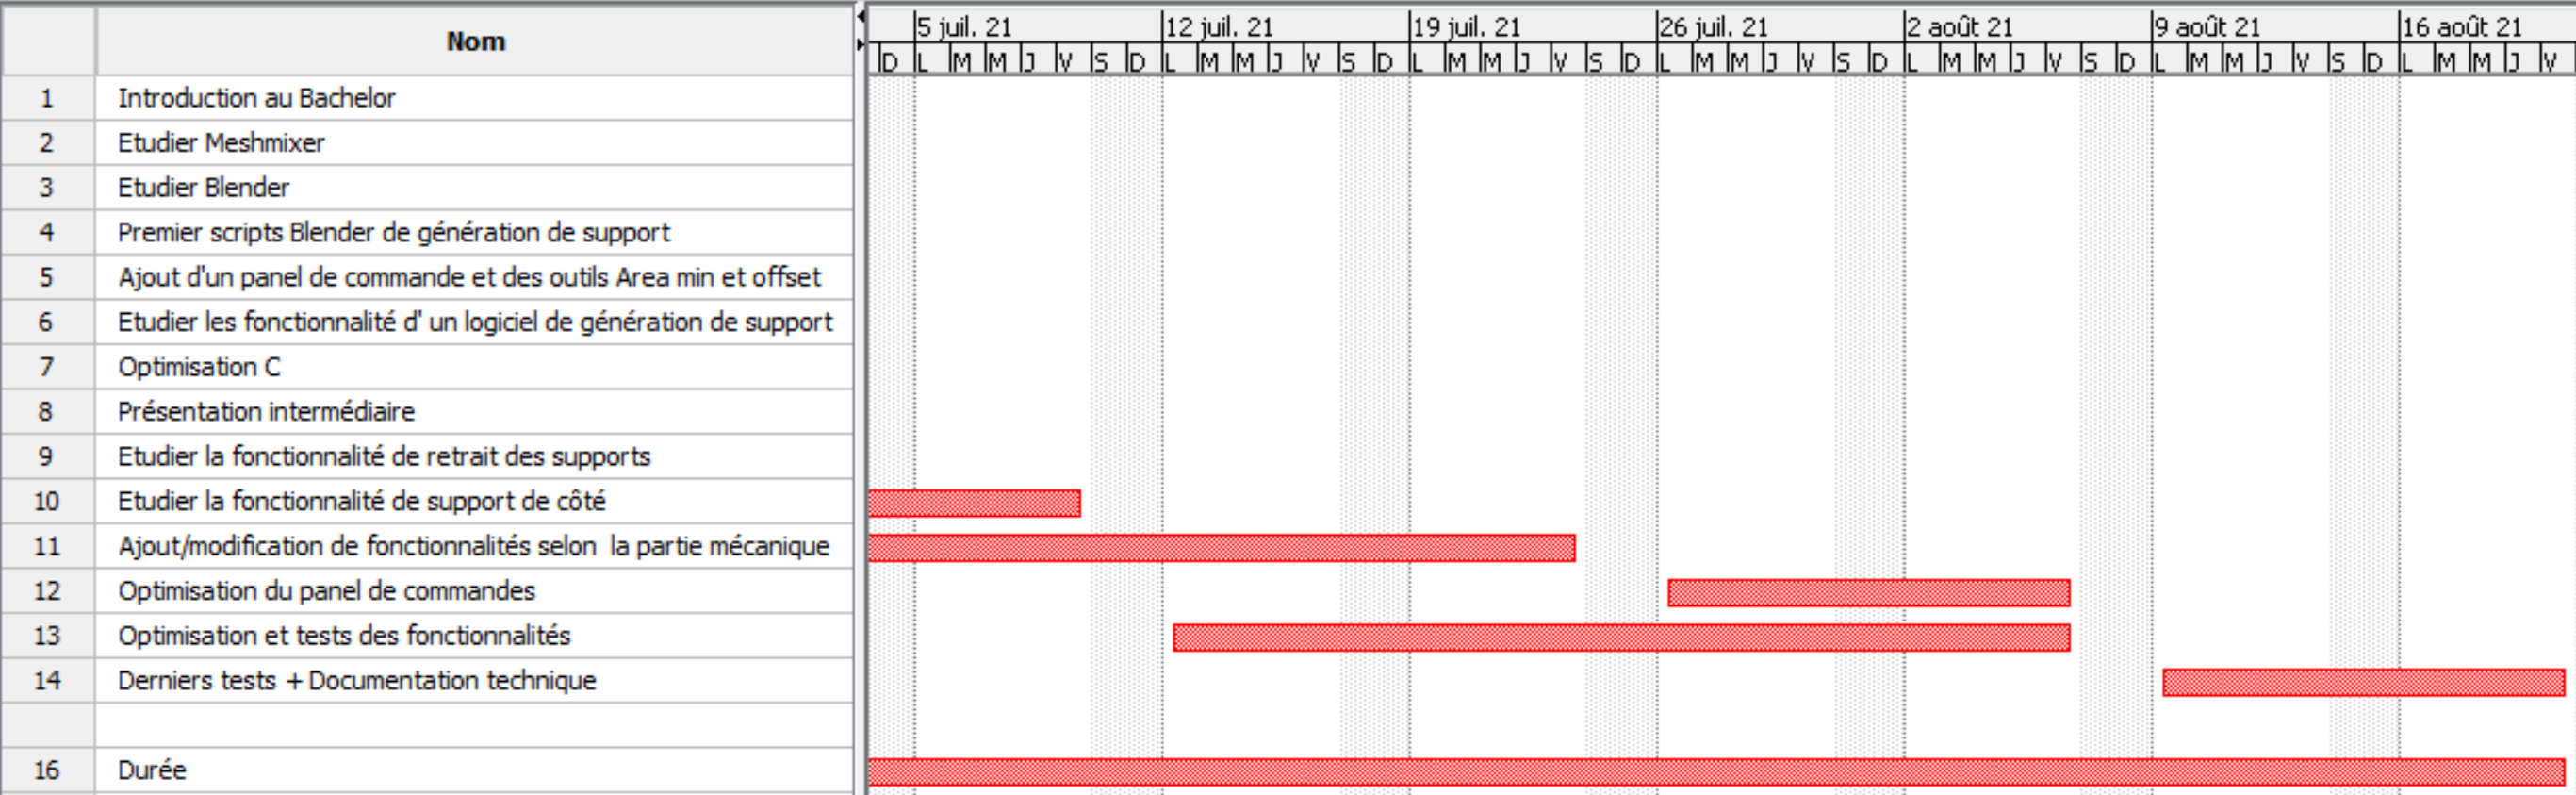 Nom
5 juil. 21 12 juil. 21 19 juil. 21 26 juil. 21 2 août 21 9 août 21 16 août 21
D L M M J V S D L M M J V S D L M M J V S D L M M J V S D L M M J V S D L M M J V S D L M M J V
1 Introduction au Bachelor
2 Etudier Meshmixer
3 Etudier Blender
4 Premier scripts Blender de génération de support
5 Ajout d'un panel de commande et des outils Area min et offset
6 Etudier les fonctionnalité d' un logiciel de génération de support
7 Optimisation C
8 Présentation intermédiaire
9 Etudier la fonctionnalité de retrait des supports
10 Etudier la fonctionnalité de support de côté
11 Ajout/modification de fonctionnalités selon  la partie mécanique
12 Optimisation du panel de commandes
13 Optimisation et tests des fonctionnalités
14 Derniers tests + Documentation technique
16 Durée